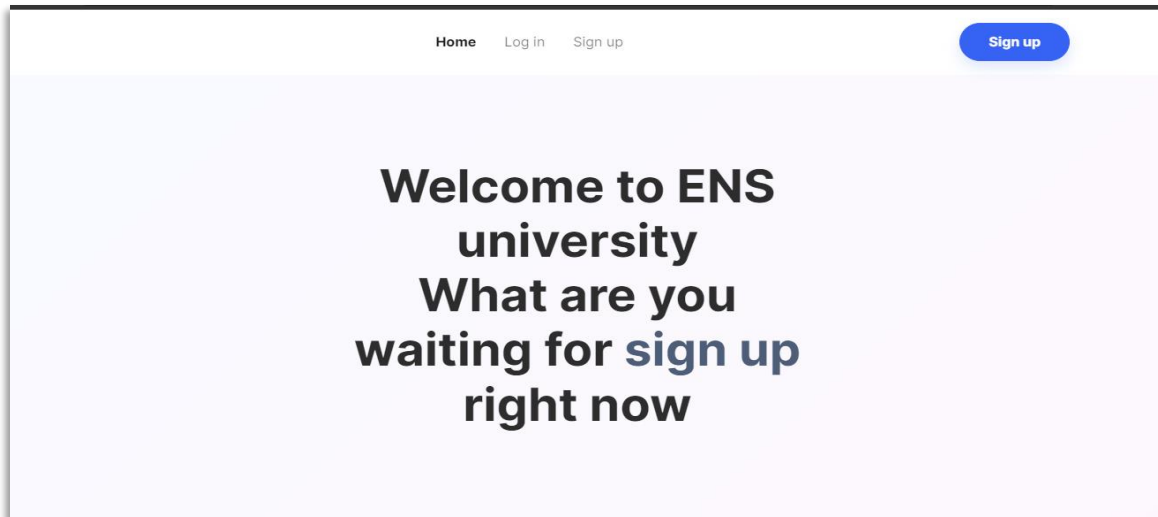 Home Log in Sign up Sign up
Welcome to ENS
university
What are you
waiting for sign up
right now